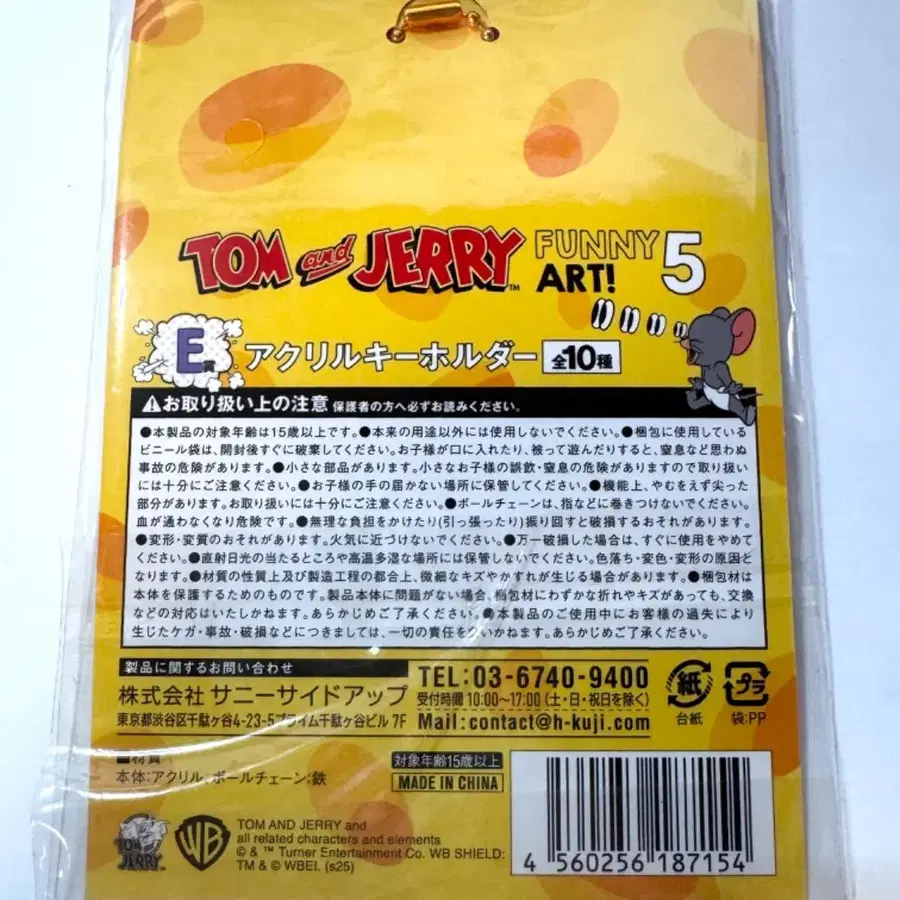 TOM and JERRY™ FUNNY ART! 5
E賞 アクリルキーホルダー 全10種
⚠お取り扱い上の注意 保護者の方へ必ずお読みください。
●本製品の対象年齢は15歳以上です。●本来の用途以外には使用しないでください。●梱包に使用している
ビニール袋は、開封後すぐに破棄してください。お子様が口に入れたり、被って遊んだりすると、窒息など思わぬ
事故の危険があります。●小さな部品があります。小さなお子様の誤飲・窒息の危険がありますので取り扱い
には十分にご注意ください。●お子様の手の届かない場所に保管してください。●機能上、やむをえず尖った
部分があります。お取り扱いには十分にご注意ください。●ボールチェーンは、指などに巻きつけないでください。
血が通わなくなり危険です。●無理な負担をかけたり(引っ張ったり)振り回すと破損するおそれがあります。
●変形・変質のおそれがあります。火気に近づけないでください。●万一破損した場合は、すぐに使用をやめて
ください。●直射日光の当たるところや高温多湿な場所には保管しないでください。色落ち・変色・変形の原因と
なります。●材質の性質上及び製造工程の都合上、微細なキズやかすれが生じる場合があります。●梱包材は
本体を保護するためのものです。製品本体に問題がない場合、梱包材にわずかな折れやキズがあっても、交換
などの対応はいたしかねます。あらかじめご了承ください。●本製品のご使用中にお客様の過失により
生じたケガ・事故・破損などにつきましては、一切の責任を負いかねます。あらかじめご了承ください。
製品に関するお問い合わせ
株式会社 サニーサイドアップ
東京都渋谷区千駄ヶ谷4-23-5プライム千駄ヶ谷ビル 7F
TEL:03-6740-9400
受付時間 10:00~17:00 (土・日・祝日を除く)
Mail:contact@h-kuji.com
紙
台紙
プラ
袋:PP
■材質
本体:アクリル、ボールチェーン:鉄
対象年齢15歳以上
MADE IN CHINA
TOM and JERRY
WB
TOM AND JERRY and
all related characters and elements
© & ™ Turner Entertainment Co. WB SHIELD:
TM & © WBEI. (s25)
4 560256 187154